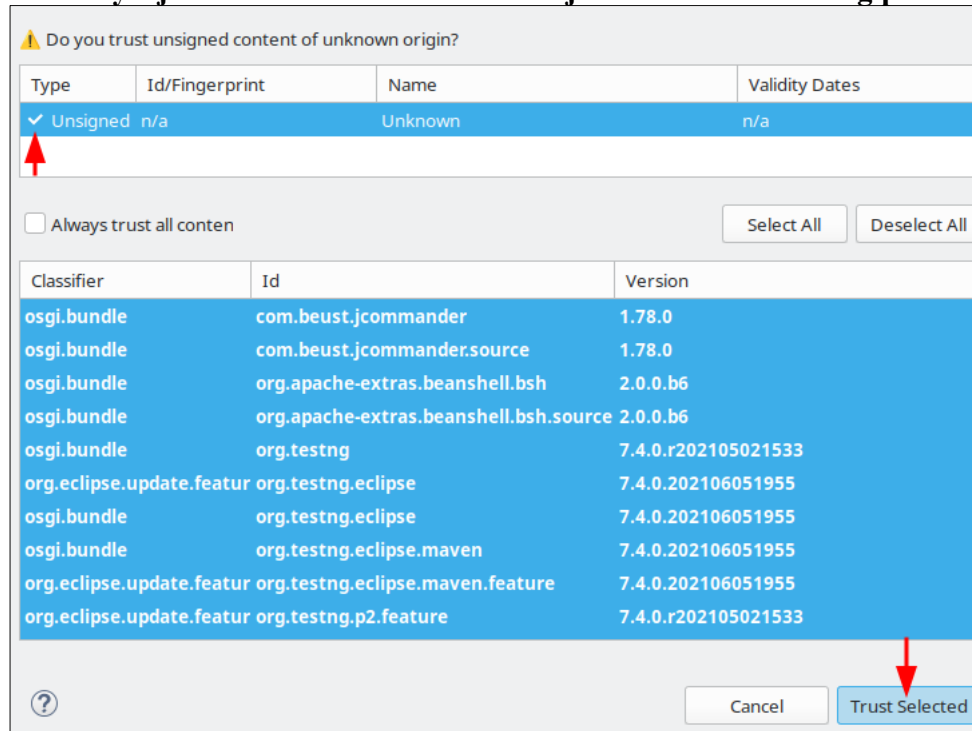 Do you trust unsigned content of unknown origin?
Type Id/Fingerprint Name Validity Dates
Unsigned n/a Unknown n/a
Always trust all conten
Select All Deselect All
Classifier Id Version
osgi.bundle com.beust.jcommander 1.78.0
osgi.bundle com.beust.jcommander.source 1.78.0
osgi.bundle org.apache-extras.beanshell.bsh 2.0.0.b6
osgi.bundle org.apache-extras.beanshell.bsh.source 2.0.0.b6
osgi.bundle org.testng 7.4.0.r202105021533
org.eclipse.update.featur org.testng.eclipse 7.4.0.202106051955
osgi.bundle org.testng.eclipse 7.4.0.202106051955
osgi.bundle org.testng.eclipse.maven 7.4.0.202106051955
org.eclipse.update.featur org.testng.eclipse.maven.feature 7.4.0.202106051955
org.eclipse.update.featur org.testng.p2.feature 7.4.0.r202105021533
? Cancel Trust Selected